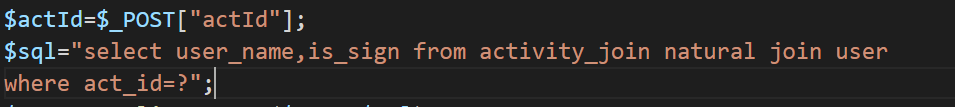 $actId=$_POST["actId"];
$sql="select user_name,is_sign from activity_join natural join user
where act_id=?";